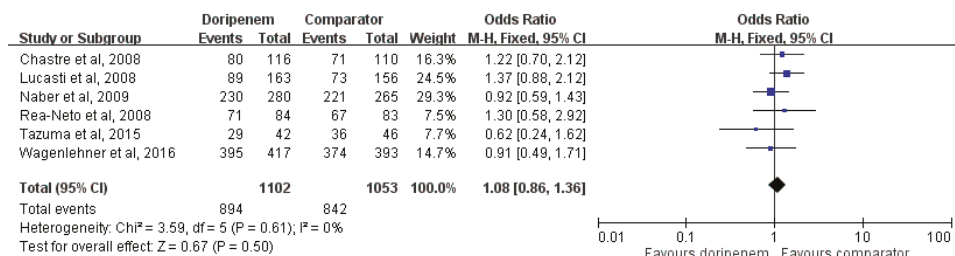 Doripenem Comparator Odds Ratio Odds Ratio
Study or Subgroup Events Total Events Total Weight M-H, Fixed, 95% CI M-H, Fixed, 95% CI
Chastre et al, 2008 80 116 71 110 16.3% 1.22 [0.70, 2.12]
Lucasti et al, 2008 89 163 73 156 24.5% 1.37 [0.88, 2.12]
Naber et al, 2009 230 280 221 265 29.3% 0.92 [0.59, 1.43]
Rea-Neto et al, 2008 71 84 67 83 7.5% 1.30 [0.58, 2.92]
Tazuma et al, 2015 29 42 36 46 7.7% 0.62 [0.24, 1.62]
Wagenlehner et al, 2016 395 417 374 393 14.7% 0.91 [0.49, 1.71]
Total (95% CI) 1102 1053 100.0% 1.08 [0.86, 1.36]
Total events 894 842
Heterogeneity: Chi² = 3.59, df = 5 (P = 0.61); I² = 0%
Test for overall effect: Z = 0.67 (P = 0.50)
0.01 0.1 1 10 100
Favours doripenem Favours comparator